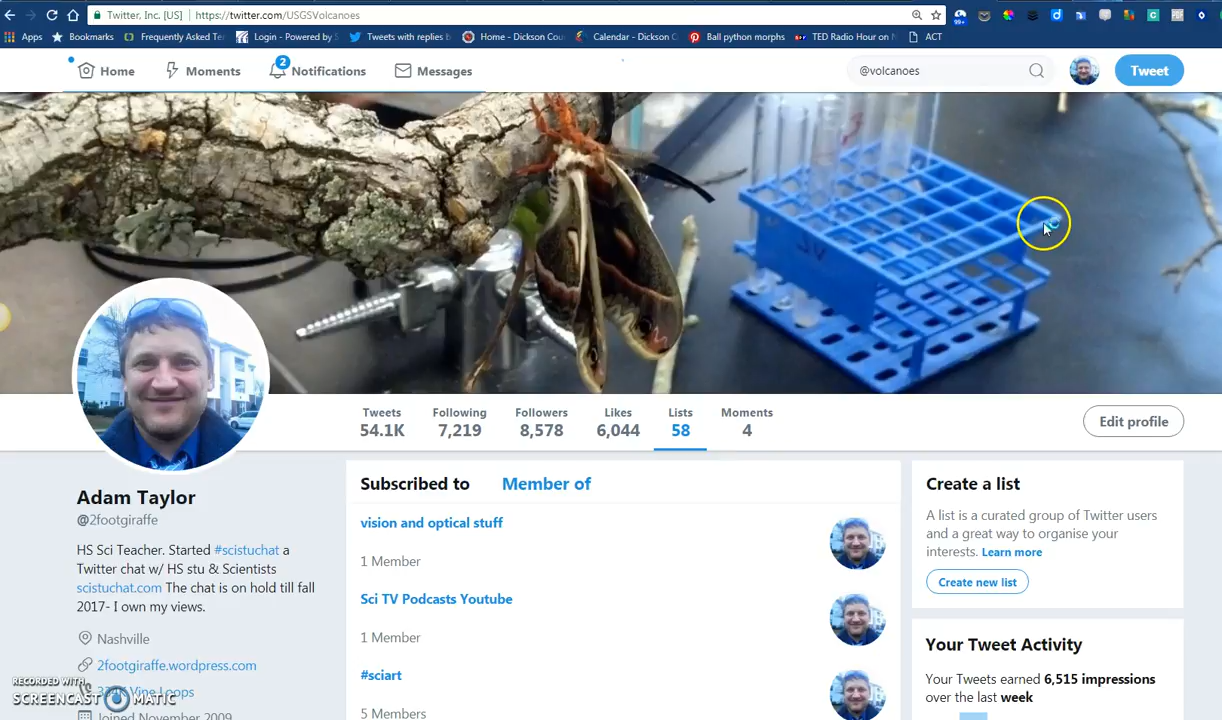 Twitter, Inc. [US] https://twitter.com/USGSVolcanoes
99+
Apps Bookmarks Frequently Asked Te Login - Powered by S Tweets with replies b Home - Dickson Cou Calendar - Dickson C Ball python morphs TED Radio Hour on N ACT
Home Moments 2 Notifications Messages @volcanoes Tweet
Tweets Following Followers Likes Lists Moments
54.1K 7,219 8,578 6,044 58 4
Edit profile
Adam Taylor
@2footgiraffe
HS Sci Teacher. Started #scistuchat a
Twitter chat w/ HS stu & Scientists
scistuchat.com The chat is on hold till fall
2017- I own my views.
Nashville
2footgiraffe.wordpress.com
Vine Loops
Joined November 2009
RECORDED WITH
SCREENCAST MATIC
Subscribed to Member of
vision and optical stuff
1 Member
Sci TV Podcasts Youtube
1 Member
#sciart
5 Members
Create a list
A list is a curated group of Twitter users
and a great way to organise your
interests. Learn more
Create new list
Your Tweet Activity
Your Tweets earned 6,515 impressions
over the last week